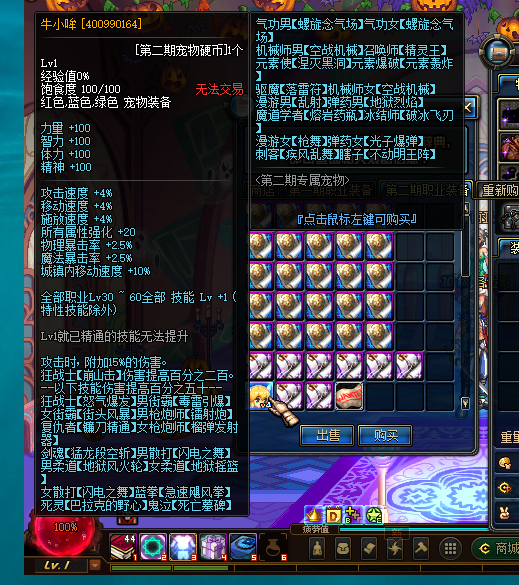 牛小哞 [400990164]
[第二期宠物硬币]1个
Lv1
经验值0%
饱食度 100/100
无法交易
红色,蓝色,绿色 宠物装备
力量 +100
智力 +100
体力 +100
精神 +100
攻击速度 +4%
移动速度 +4%
施放速度 +4%
所有属性强化 +20
物理暴击率 +2.5%
魔法暴击率 +2.5%
城镇内移动速度 +10%
全部职业Lv30 ~ 60全部 技能 Lv +1 (
特性技能除外)
Lv1就已精通的技能无法提升
攻击时, 附加15%的伤害。
狂战士【崩山击】伤害提高百分之二百。
---以下技能伤害提高百分之五十---
狂战士【怒气爆发】男街霸【毒雷引爆】
女街霸【街头风暴】男枪炮师【镭射炮】
复仇者【镰刀精通】女枪炮师【榴弹发射
器】
剑魂【猛龙段空斩】男散打【闪电之舞】
男柔道【地狱风火轮】女柔道【地狱摇篮
】
女散打【闪电之舞】蓝拳【急速飓风拳】
死灵【巴拉克的野心】鬼泣【死亡墓碑】
气功男【螺旋念气场】气功女【螺旋念气
场】
机械师男【空战机械】召唤师【精灵王】
元素使【湮灭黑洞】元素爆破【元素轰炸
】
驱魔【落雷符】机械师女【空战机械】
漫游男【乱射】弹药男【地狱烈焰】
魔道学者【熔岩药瓶】冰结师【破冰飞刃
】
漫游女【枪舞】弹药女【光子爆弹】
刺客【疾风乱舞】瞎子【不动明王阵】
<第二期专属宠物>
第二期职业装备
重新购
『点击鼠标左键可购买』
出售
购买
疲劳值
100%
Lv. 1
44
1
2
3
4
5
6
商城